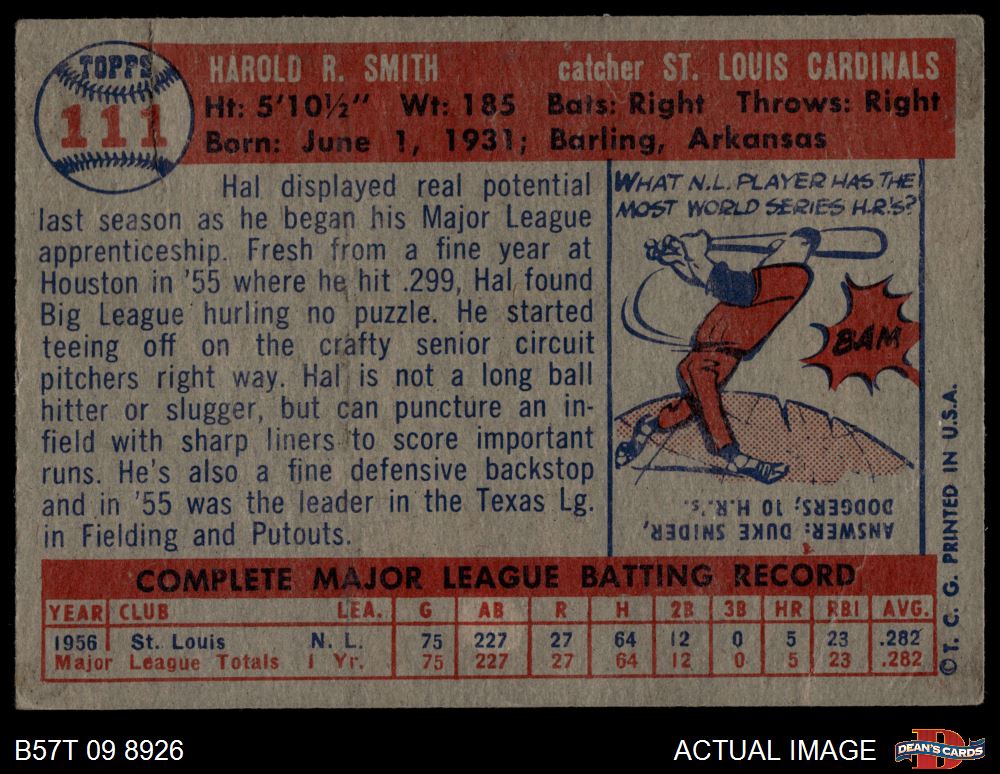 TOPPS
111
HAROLD R. SMITH catcher ST. LOUIS CARDINALS
Ht: 5'10½" Wt: 185 Bats: Right Throws: Right
Born: June 1, 1931; Barling, Arkansas
Hal displayed real potential
last season as he began his Major League
apprenticeship. Fresh from a fine year at
Houston in '55 where he hit .299, Hal found
Big League hurling no puzzle. He started
teeing off on the crafty senior circuit
pitchers right way. Hal is not a long ball
hitter or slugger, but can puncture an in-
field with sharp liners to score important
runs. He's also a fine defensive backstop
and in '55 was the leader in the Texas Lg.
in Fielding and Putouts.
WHAT N.L. PLAYER HAS THE
MOST WORLD SERIES H.R.'S?
BAM
ANSWER: DUKE SNIDER,
DODGERS; 10 H.R.'s.
COMPLETE MAJOR LEAGUE BATTING RECORD
YEAR CLUB LEA. G AB R H 2B 3B HR RBI AVG.
1956 St. Louis N. L. 75 227 27 64 12 0 5 23 .282
Major League Totals 1 Yr. 75 227 27 64 12 0 5 23 .282
© T. C. G. PRINTED IN U.S.A.
B57T 09 8926 ACTUAL IMAGE
D
DEAN'S CARDS